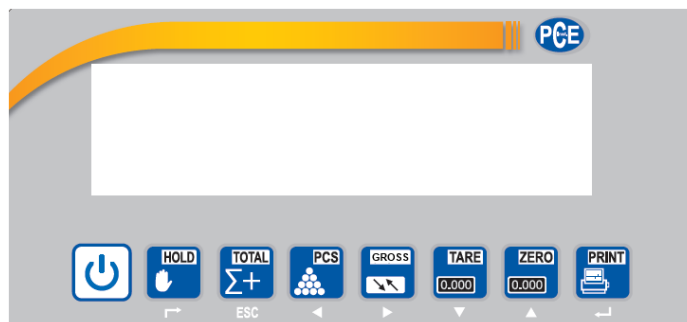 PCE
HOLD TOTAL PCS GROSS TARE ZERO PRINT
Σ+ 0.000 0.000
ESC